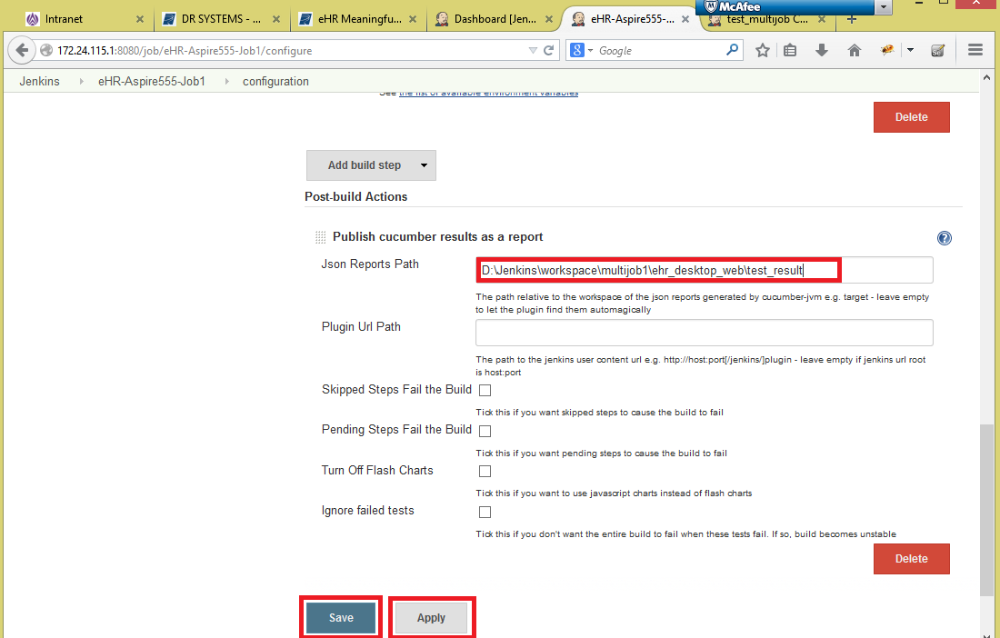 McAfee
Intranet
DR SYSTEMS - ...
eHR Meaningfu...
Dashboard [Jen...
eHR-Aspire555-...
test_multijob C...
172.24.115.1:8080/job/eHR-Aspire555-Job1/configure
Google
Jenkins eHR-Aspire555-Job1 configuration
See the list of available environment variables
Delete
Add build step
Post-build Actions
Publish cucumber results as a report
Json Reports Path
D:\Jenkins\workspace\multijob1\ehr_desktop_web\test_result
The path relative to the workspace of the json reports generated by cucumber-jvm e.g. target - leave empty
to let the plugin find them automagically
Plugin Url Path
The path to the jenkins user content url e.g. http://host:port[/jenkins/]plugin - leave empty if jenkins url root
is host:port
Skipped Steps Fail the Build
Tick this if you want skipped steps to cause the build to fail
Pending Steps Fail the Build
Tick this if you want pending steps to cause the build to fail
Turn Off Flash Charts
Tick this if you want to use javascript charts instead of flash charts
Ignore failed tests
Tick this if you don't want the entire build to fail when these tests fail. If so, build becomes unstable
Delete
Save
Apply